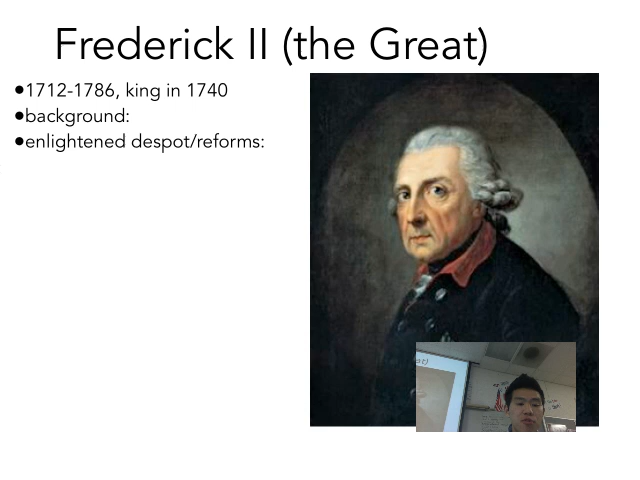 Frederick II (the Great)
•1712-1786, king in 1740
•background:
•enlightened despot/reforms: